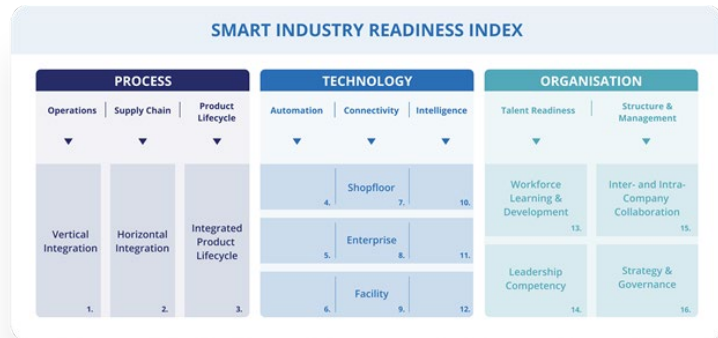 SMART INDUSTRY READINESS INDEX
PROCESS
Operations
Supply Chain
Product
Lifecycle
Vertical
Integration
1.
Horizontal
Integration
2.
Integrated
Product
Lifecycle
3.
TECHNOLOGY
Automation
Connectivity
Intelligence
Shopfloor
4.
7.
10.
Enterprise
5.
8.
11.
Facility
6.
9.
12.
ORGANISATION
Talent Readiness
Structure &
Management
Workforce
Learning &
Development
13.
Inter- and Intra-
Company
Collaboration
15.
Leadership
Competency
14.
Strategy &
Governance
16.